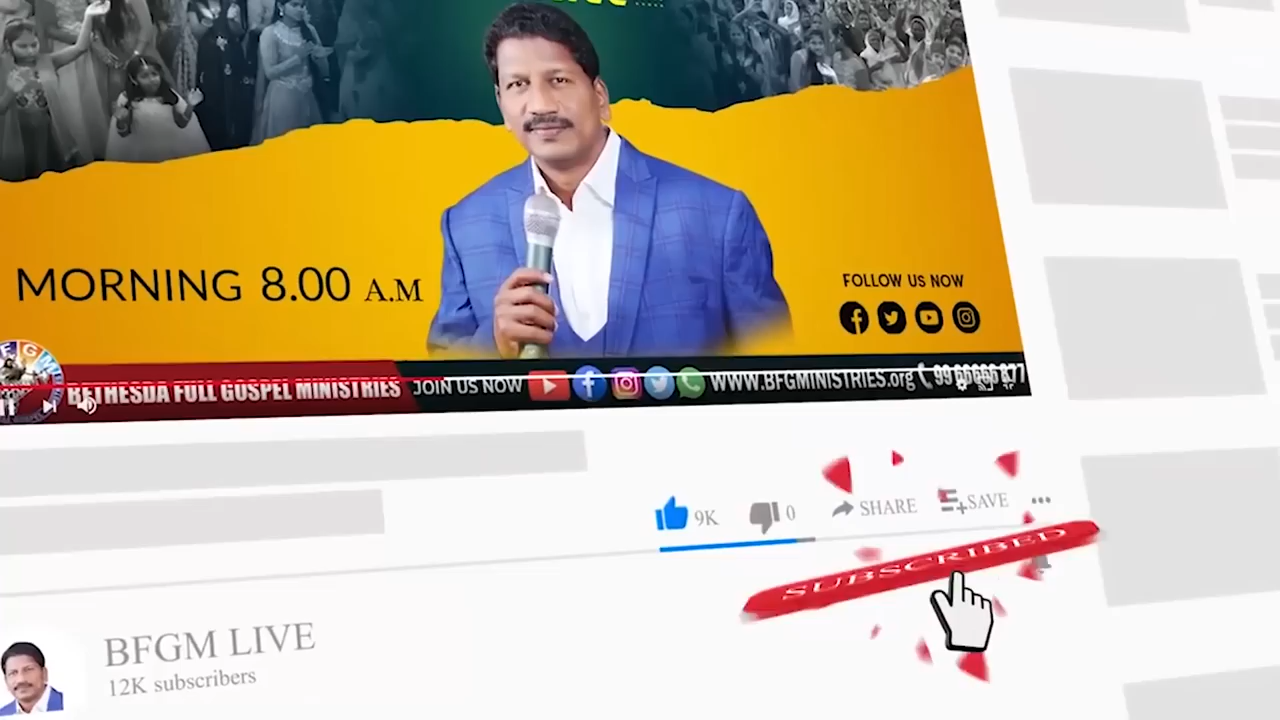 MORNING 8.00 A.M
FOLLOW US NOW
BETHESDA FULL GOSPEL MINISTRIES
JOIN US NOW
WWW.BFGMINISTRIES.org
9K
0
SHARE
SAVE
SUBSCRIBED
BFGM LIVE
12K subscribers